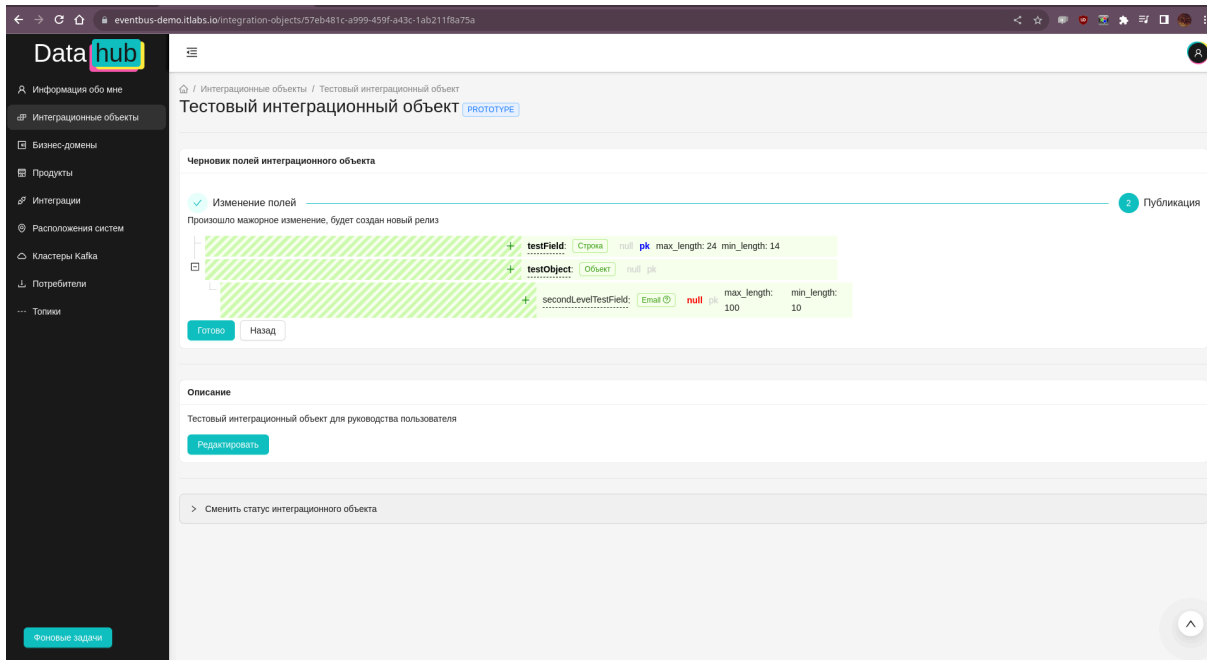 eventbus-demo.itlabs.io/integration-objects/57eb481c-a999-459f-a43c-1ab211f8a75a
Data hub
Информация обо мне
Интеграционные объекты
Бизнес-домены
Продукты
Интеграции
Расположения систем
Кластеры Kafka
Потребители
Топики
Фоновые задачи
/ Интеграционные объекты / Тестовый интеграционный объект
Тестовый интеграционный объект PROTOTYPE
Черновик полей интеграционного объекта
Изменение полей
2 Публикация
Произошло мажорное изменение, будет создан новый релиз
+ testField: Строка null pk max_length: 24 min_length: 14
+ testObject: Объект null pk
+ secondLevelTestField: Email null pk max_length: 100 min_length: 10
Готово Назад
Описание
Тестовый интеграционный объект для руководства пользователя
Редактировать
> Сменить статус интеграционного объекта